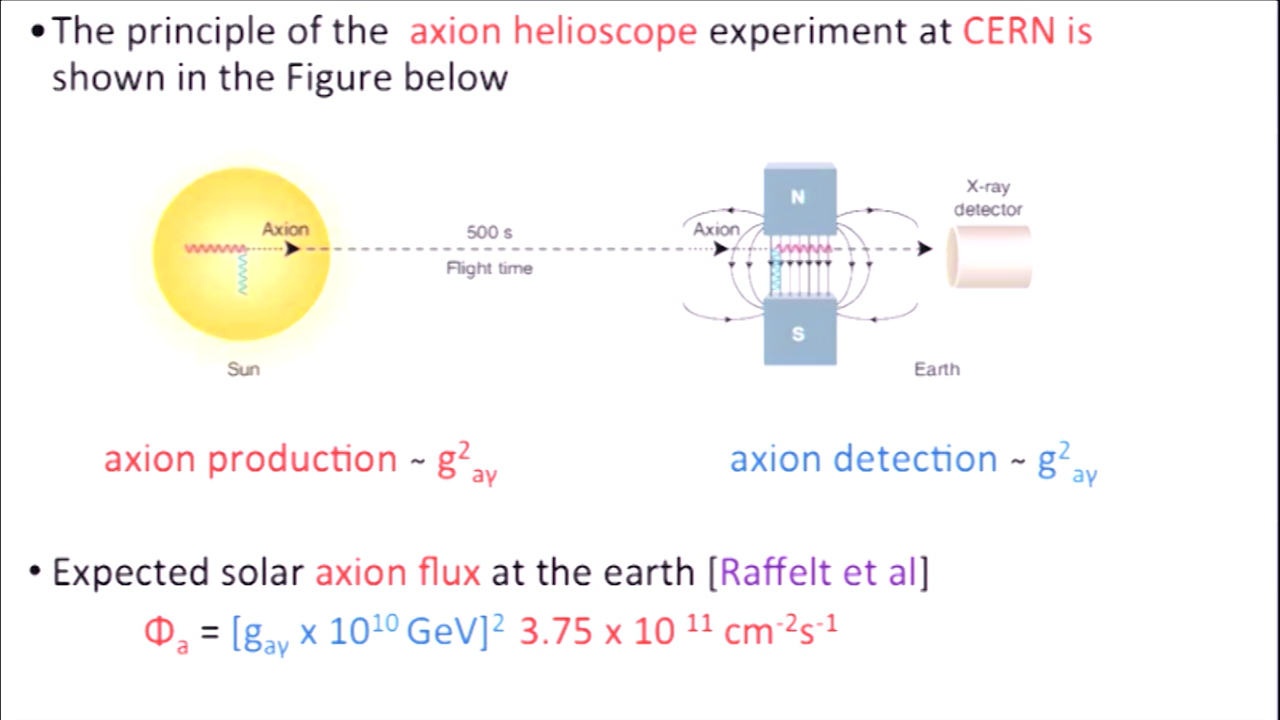 •The principle of the axion helioscope experiment at CERN is
shown in the Figure below
Axion
500 s
Flight time
Sun
Axion
N
S
X-ray
detector
Earth
axion production ~ g²aγ
axion detection ~ g²aγ
• Expected solar axion flux at the earth [Raffelt et al]
Φa = [gaγ x 10¹⁰ GeV]² 3.75 x 10 ¹¹ cm⁻²s⁻¹